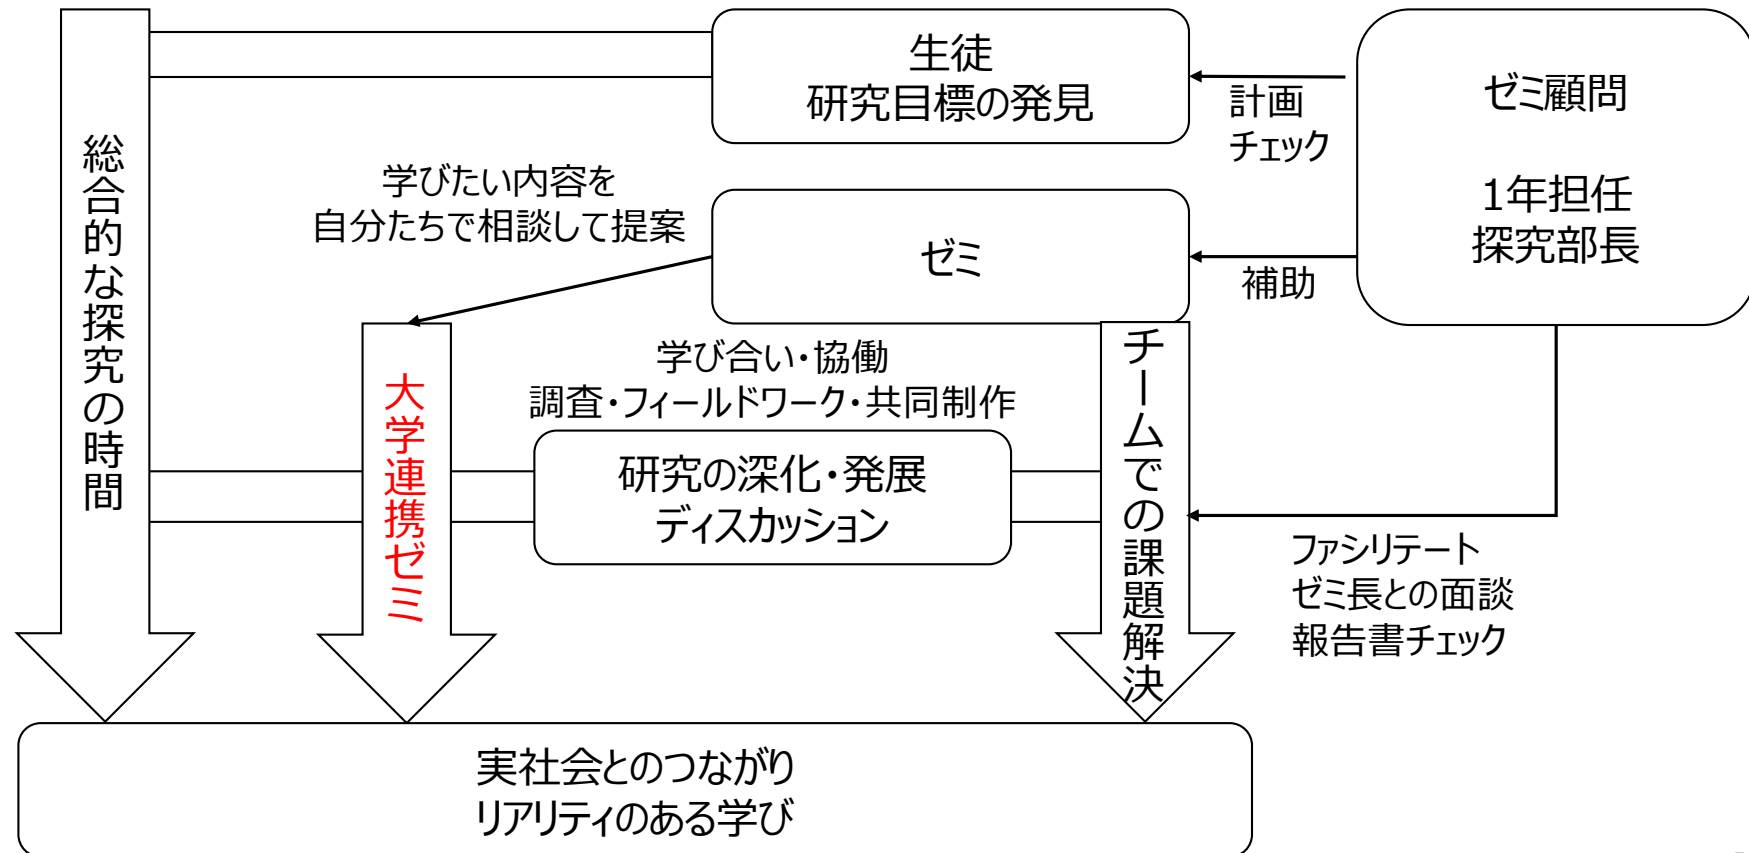 総合的な探究の時間
生徒
研究目標の発見
計画
チェック
ゼミ顧問
1年担任
探究部長
学びたい内容を
自分たちで相談して提案
ゼミ
補助
大学連携ゼミ
学び合い・協働
調査・フィールドワーク・共同制作
研究の深化・発展
ディスカッション
チームでの課題解決
ファシリテート
ゼミ長との面談
報告書チェック
実社会とのつながり
リアリティのある学び